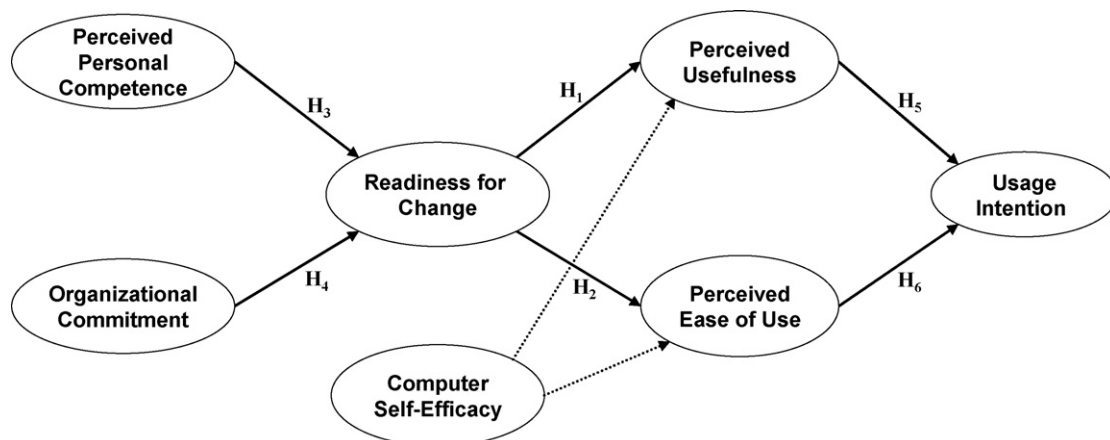 Perceived
Personal
Competence
H3
Organizational
Commitment
H4
Readiness for
Change
H1
H2
Perceived
Usefulness
H5
Perceived
Ease of Use
H6
Usage
Intention
Computer
Self-Efficacy